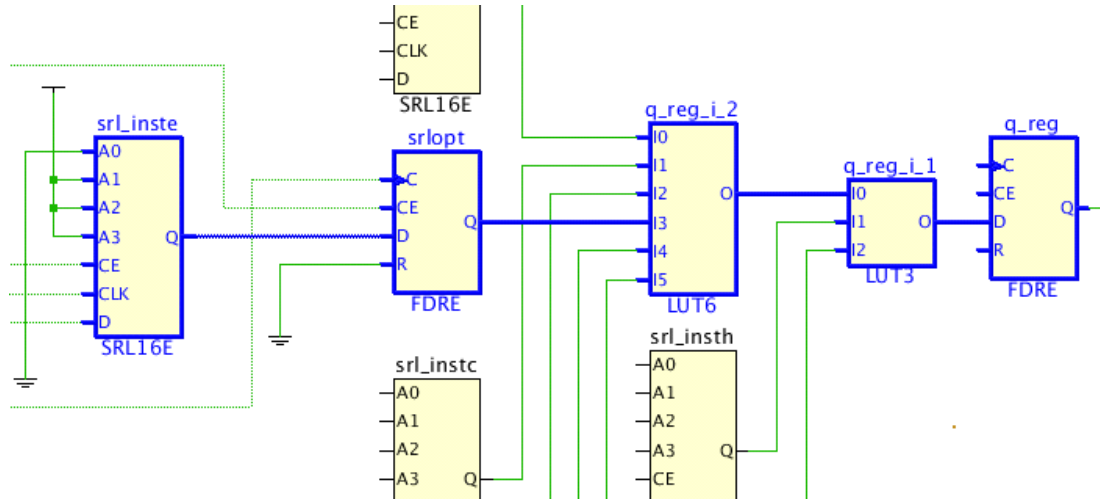 CE
CLK
D
SRL16E
srl_inste
A0
A1
A2
A3
Q
CE
CLK
D
SRL16E
srlopt
C
CE
D
R
Q
FDRE
srl_instc
A0
A1
A2
A3
Q
q_reg_i_2
I0
I1
I2
I3
I4
I5
O
LUT6
srl_insth
A0
A1
A2
A3
Q
CE
q_reg_i_1
I0
I1
I2
O
LUT3
q_reg
C
CE
D
R
Q
FDRE